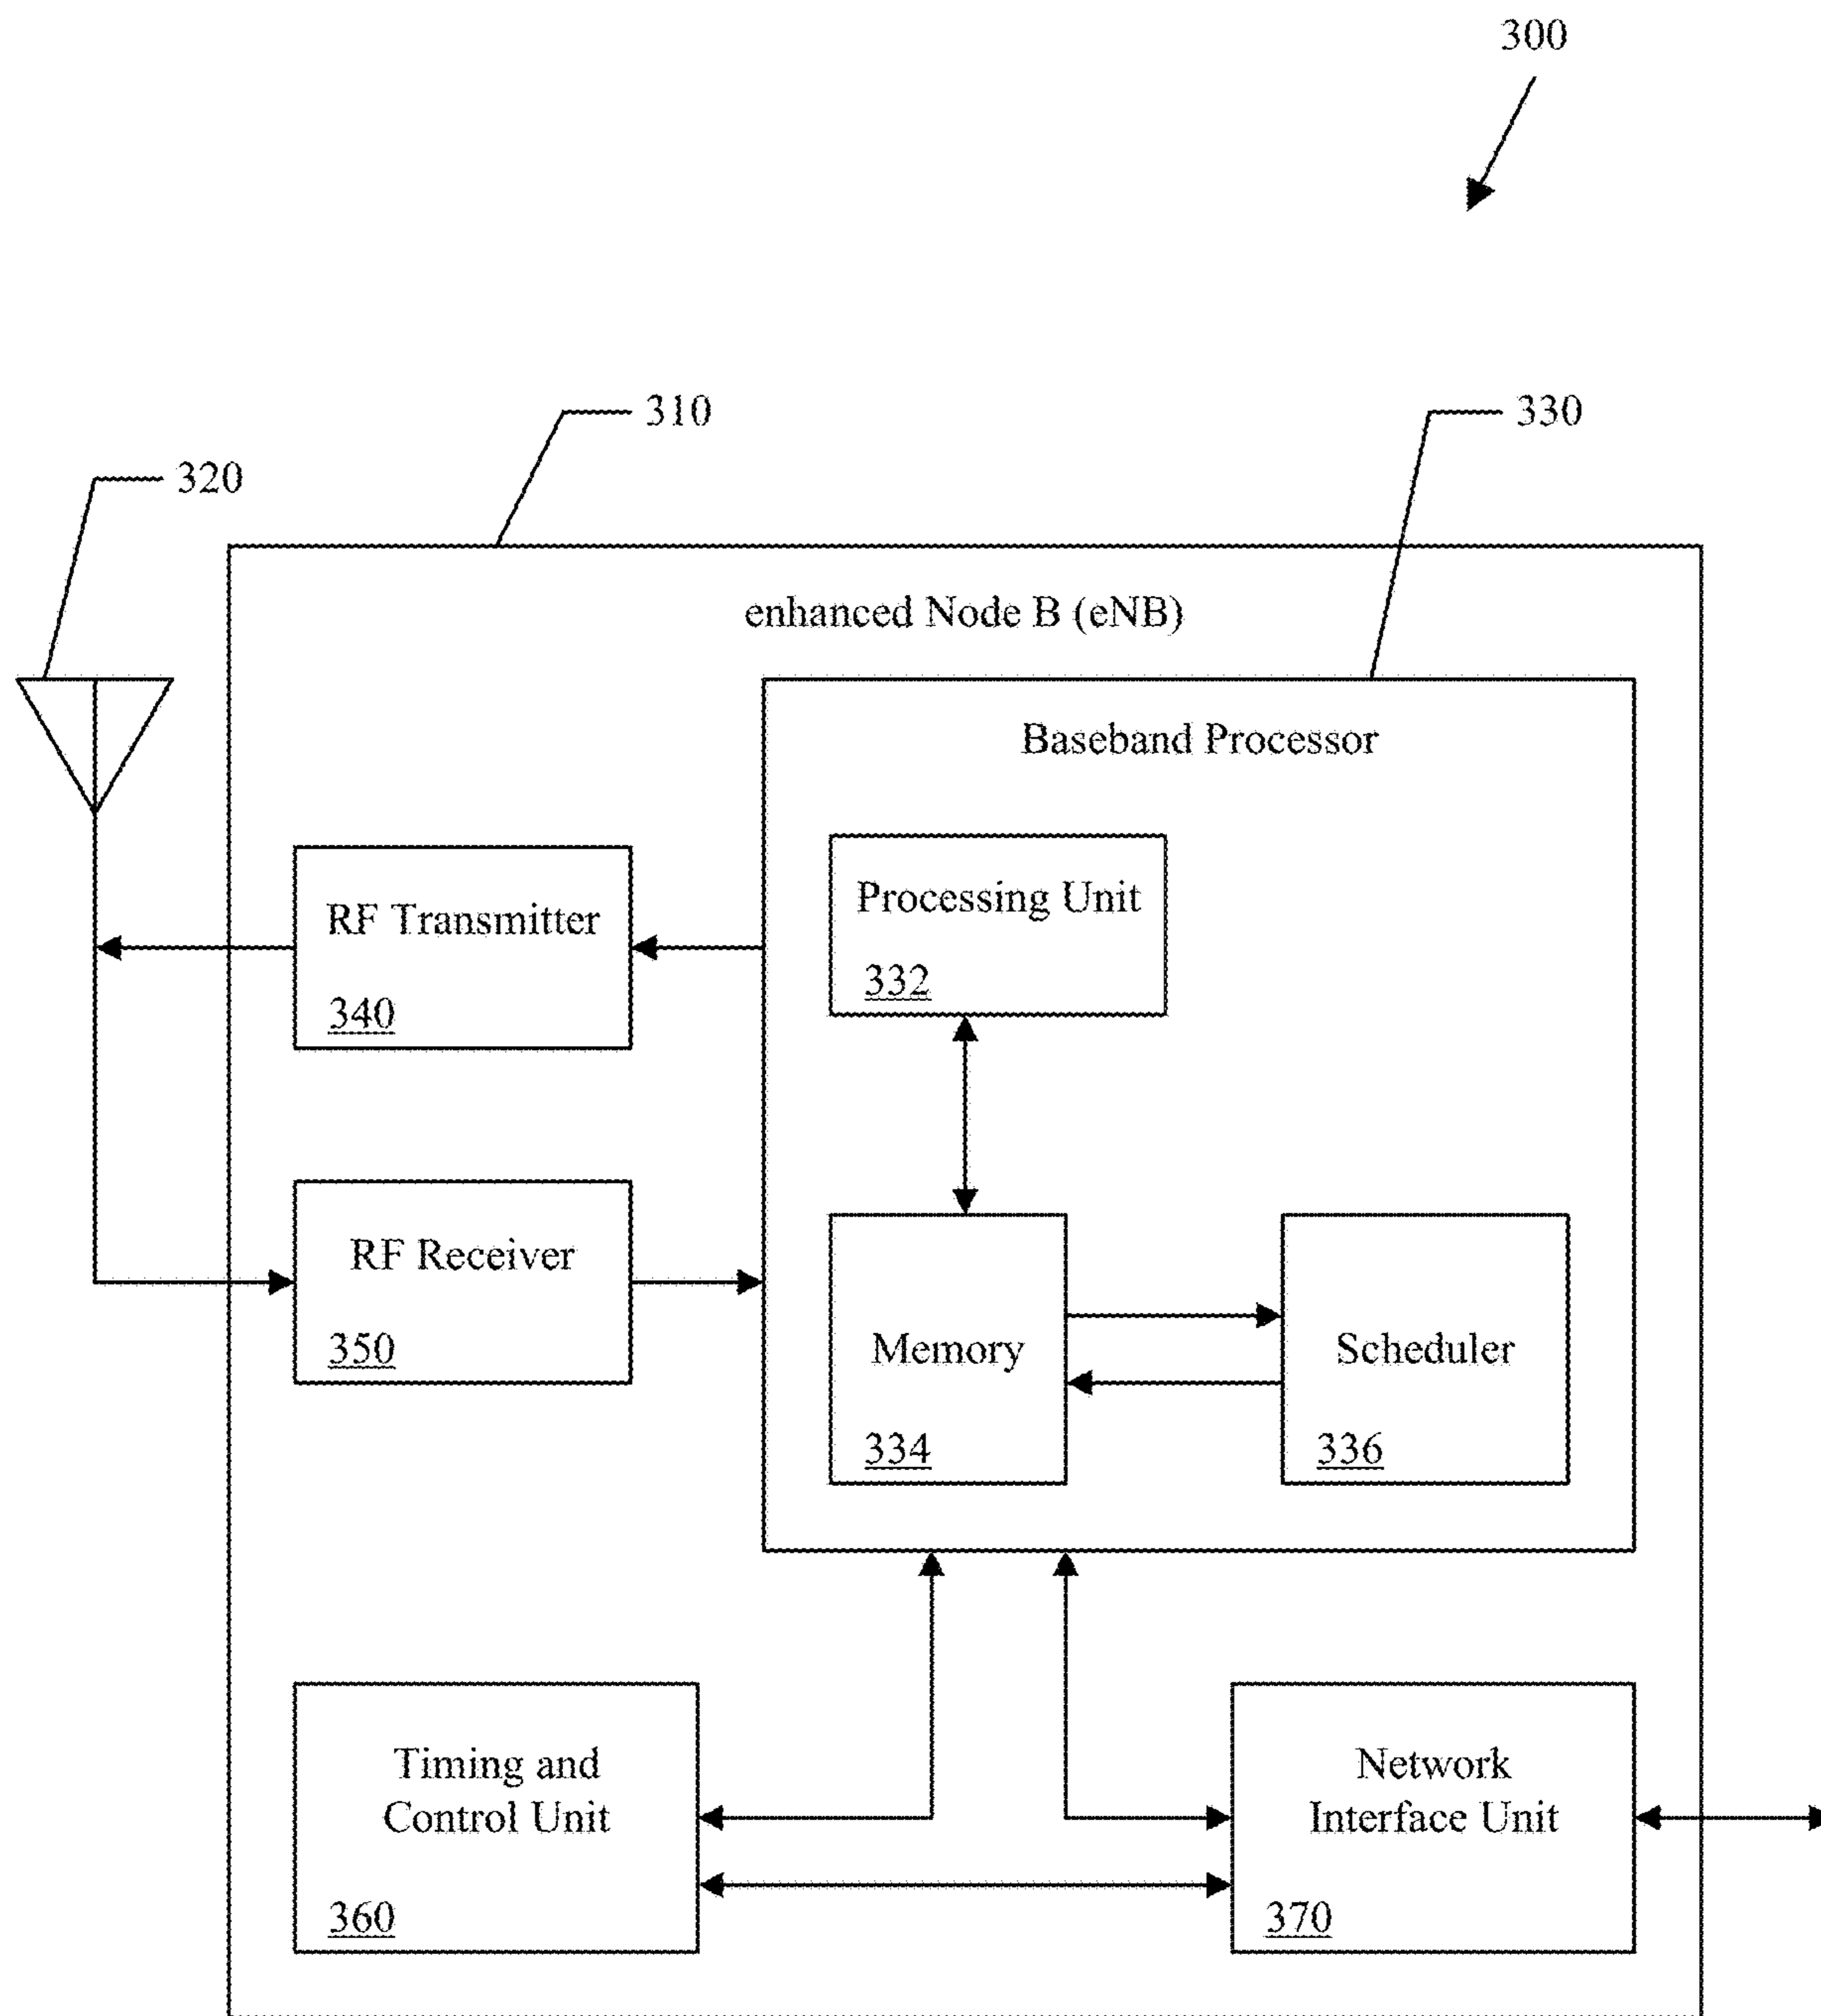 300
310
330
320
enhanced Node B (eNB)
Baseband Processor
Processing Unit
332
RF Transmitter
340
RF Receiver
350
Memory
334
Scheduler
336
Timing and
Control Unit
360
Network
Interface Unit
370